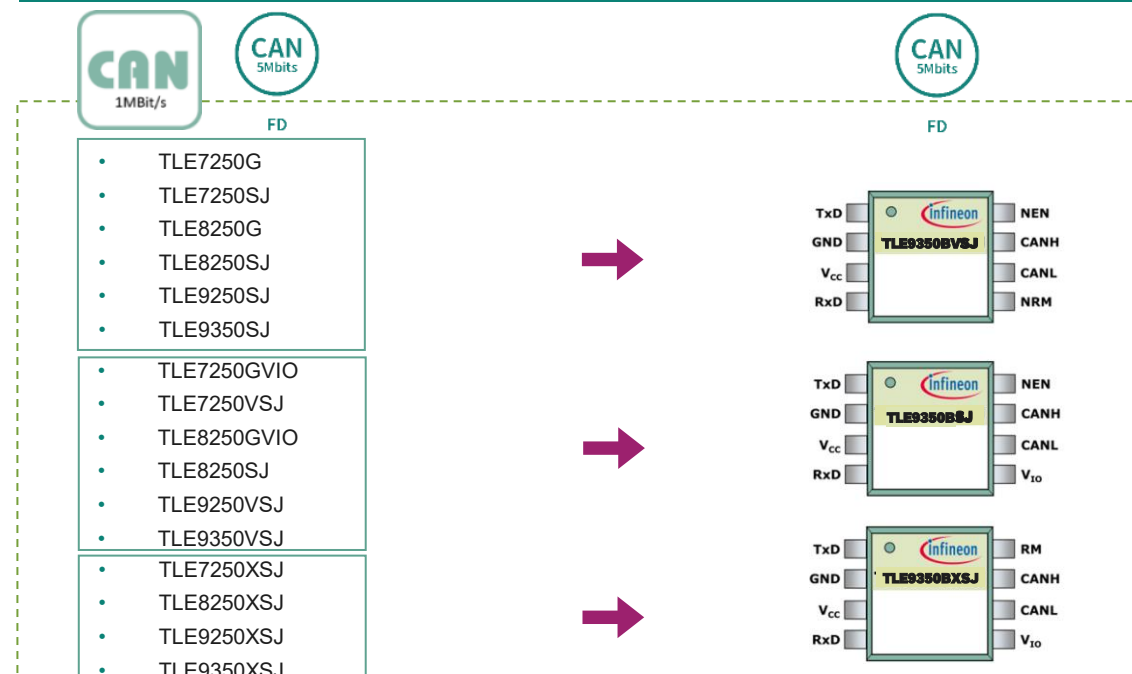 CAN
1MBit/s
CAN
5Mbits
FD
CAN
5Mbits
FD
• TLE7250G
• TLE7250SJ
• TLE8250G
• TLE8250SJ
• TLE9250SJ
• TLE9350SJ
TxD
GND
Vcc
RxD
infineon
TLE9350BVSJ
NEN
CANH
CANL
NRM
• TLE7250GVIO
• TLE7250VSJ
• TLE8250GVIO
• TLE8250SJ
• TLE9250VSJ
• TLE9350VSJ
TxD
GND
Vcc
RxD
infineon
TLE9350BSJ
NEN
CANH
CANL
VIO
• TLE7250XSJ
• TLE8250XSJ
• TLE9250XSJ
• TLE9350XSJ
TxD
GND
Vcc
RxD
infineon
TLE9350BXSJ
RM
CANH
CANL
VIO